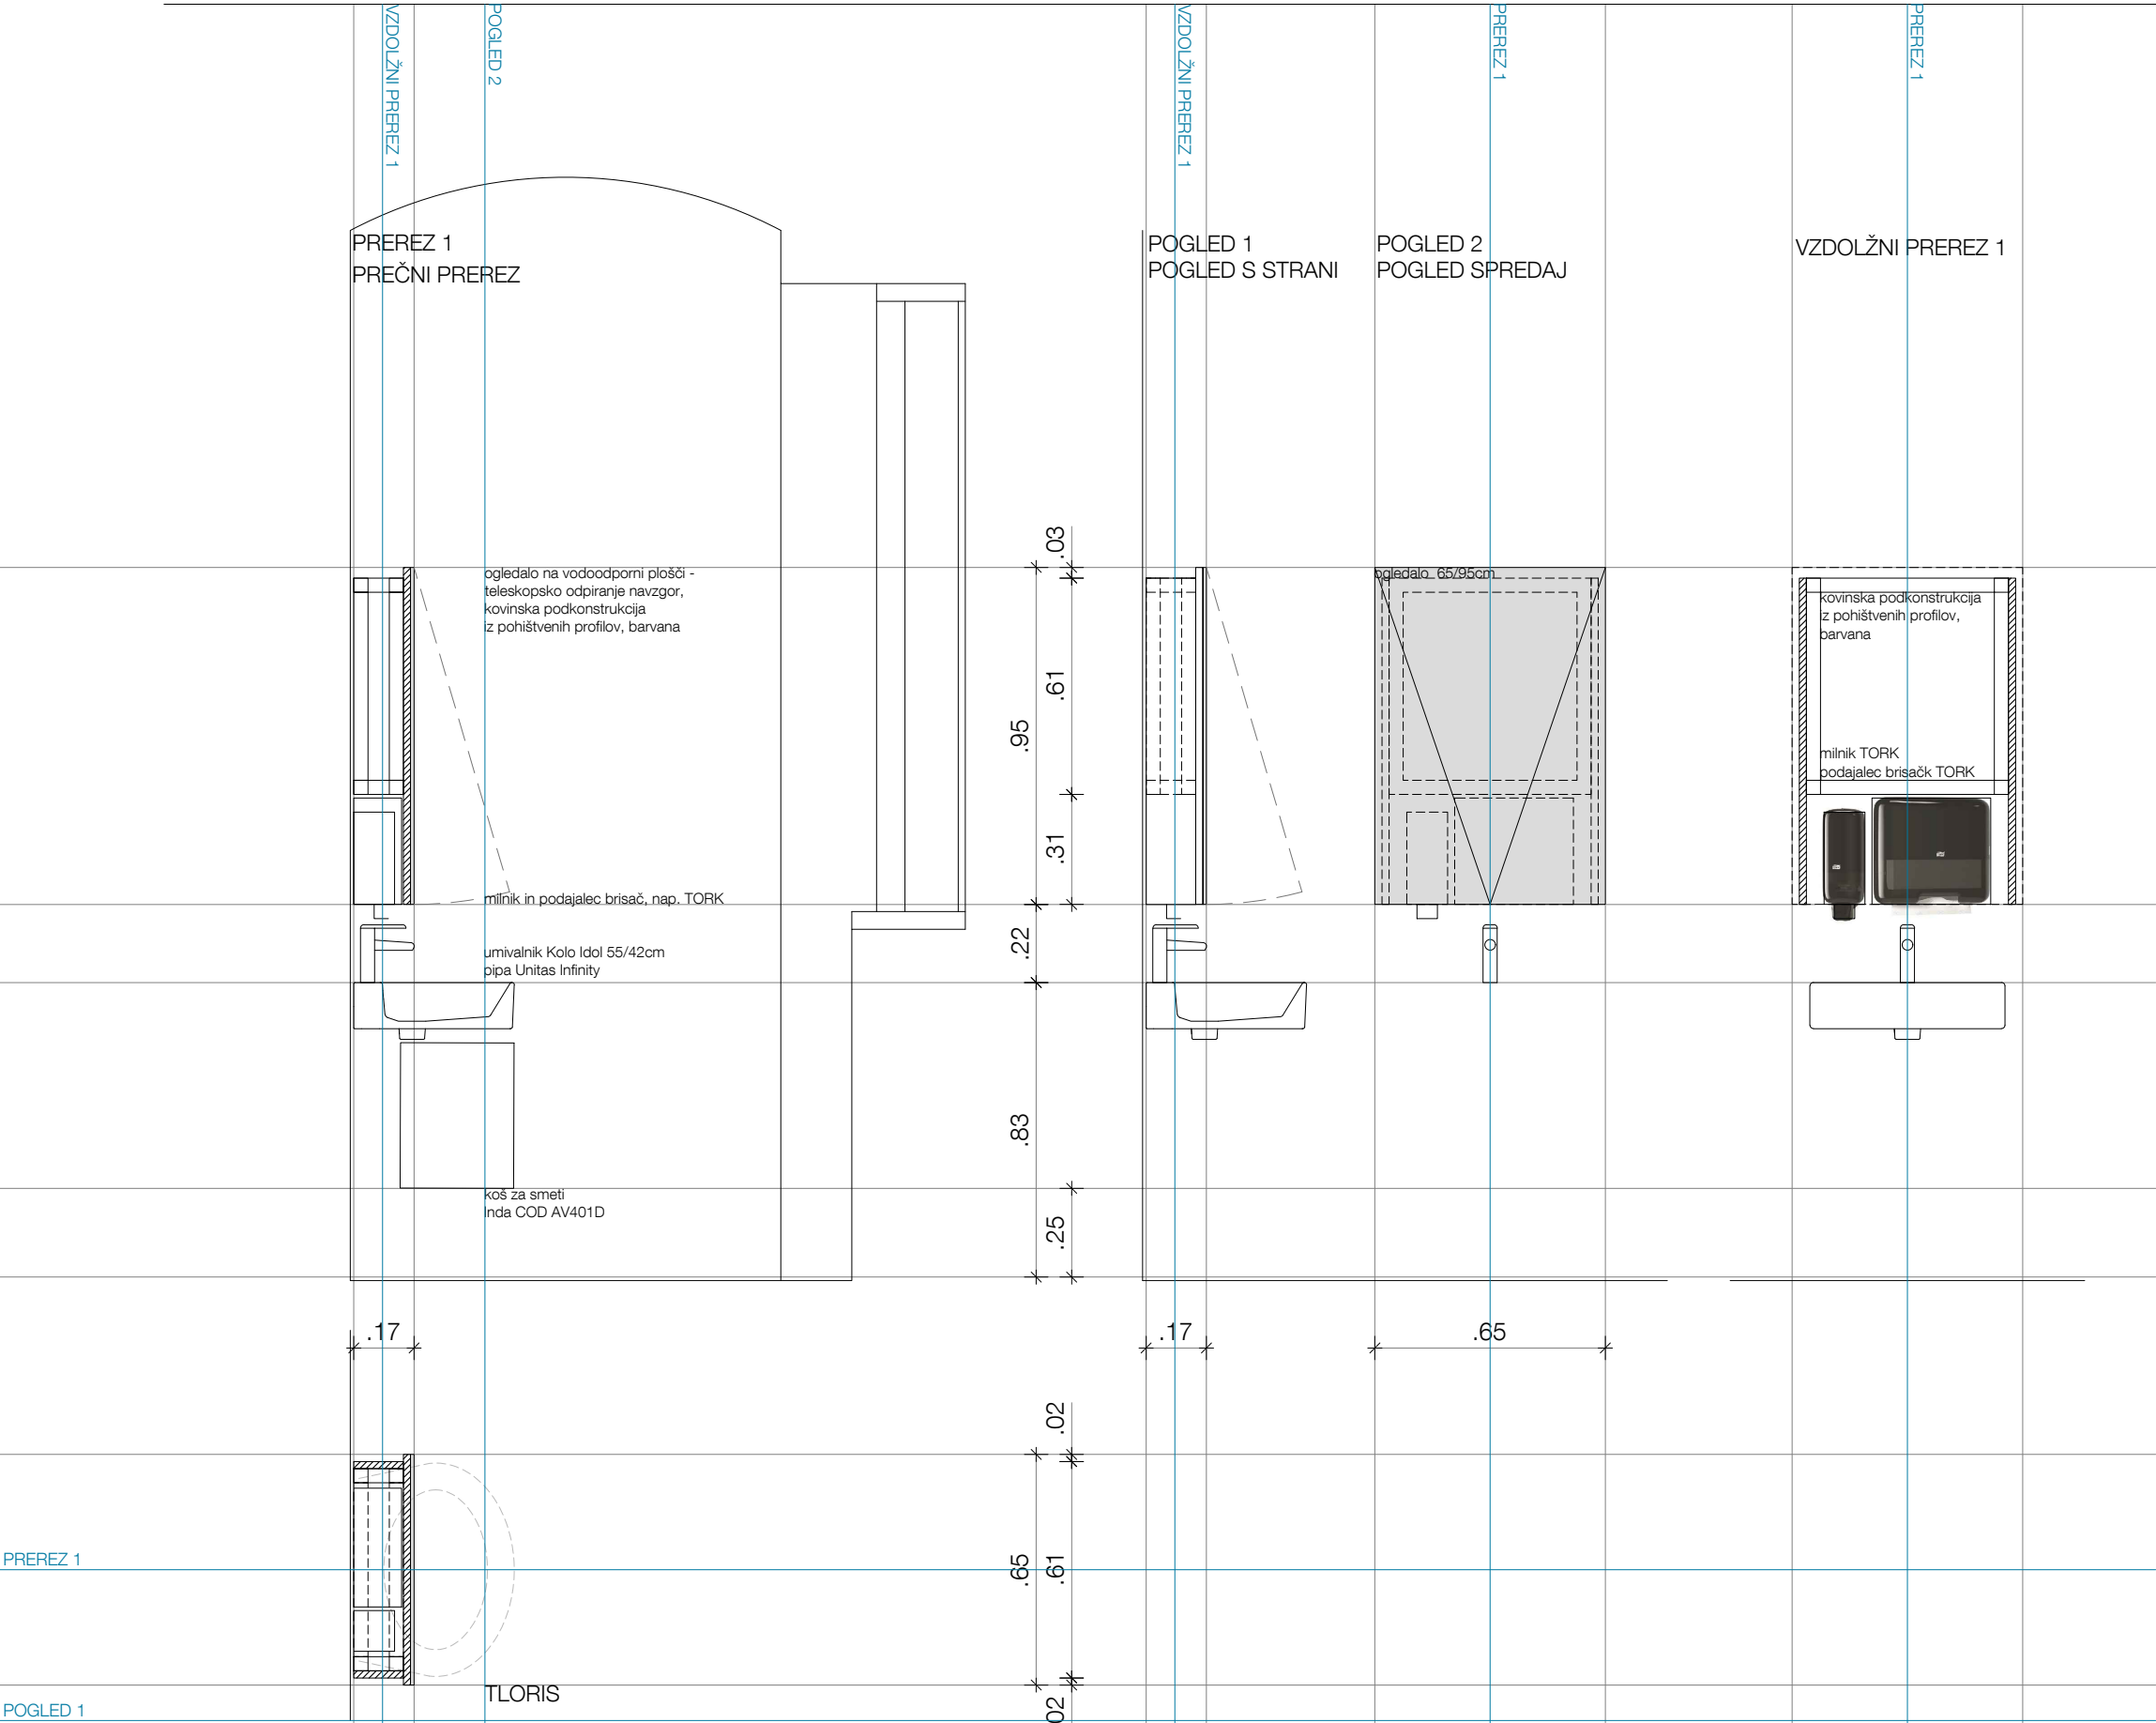 VZDOLŽNI PREREZ 1
POGLED 2
VZDOLŽNI PREREZ 1
PREREZ 1
PREREZ 1
PREREZ 1
PREČNI PREREZ
POGLED 1
POGLED S STRANI
POGLED 2
POGLED SPREDAJ
VZDOLŽNI PREREZ 1
ogledalo na vodoodporni plošči -
teleskopsko odpiranje navzgor,
kovinska podkonstrukcija
iz pohištvenih profilov, barvana
milnik in podajalec brisač, nap. TORK
umivalnik Kolo Idol 55/42cm
pipa Unitas Infinity
koš za smeti
Inda COD AV401D
.03
.61
.95
.31
.22
.83
.25
ogledalo 65/95cm
kovinska podkonstrukcija
iz pohištvenih profilov,
barvana
milnik TORK
podajalec brisačk TORK
.17
.17
.65
.02
.65
.61
.02
PREREZ 1
TLORIS
POGLED 1